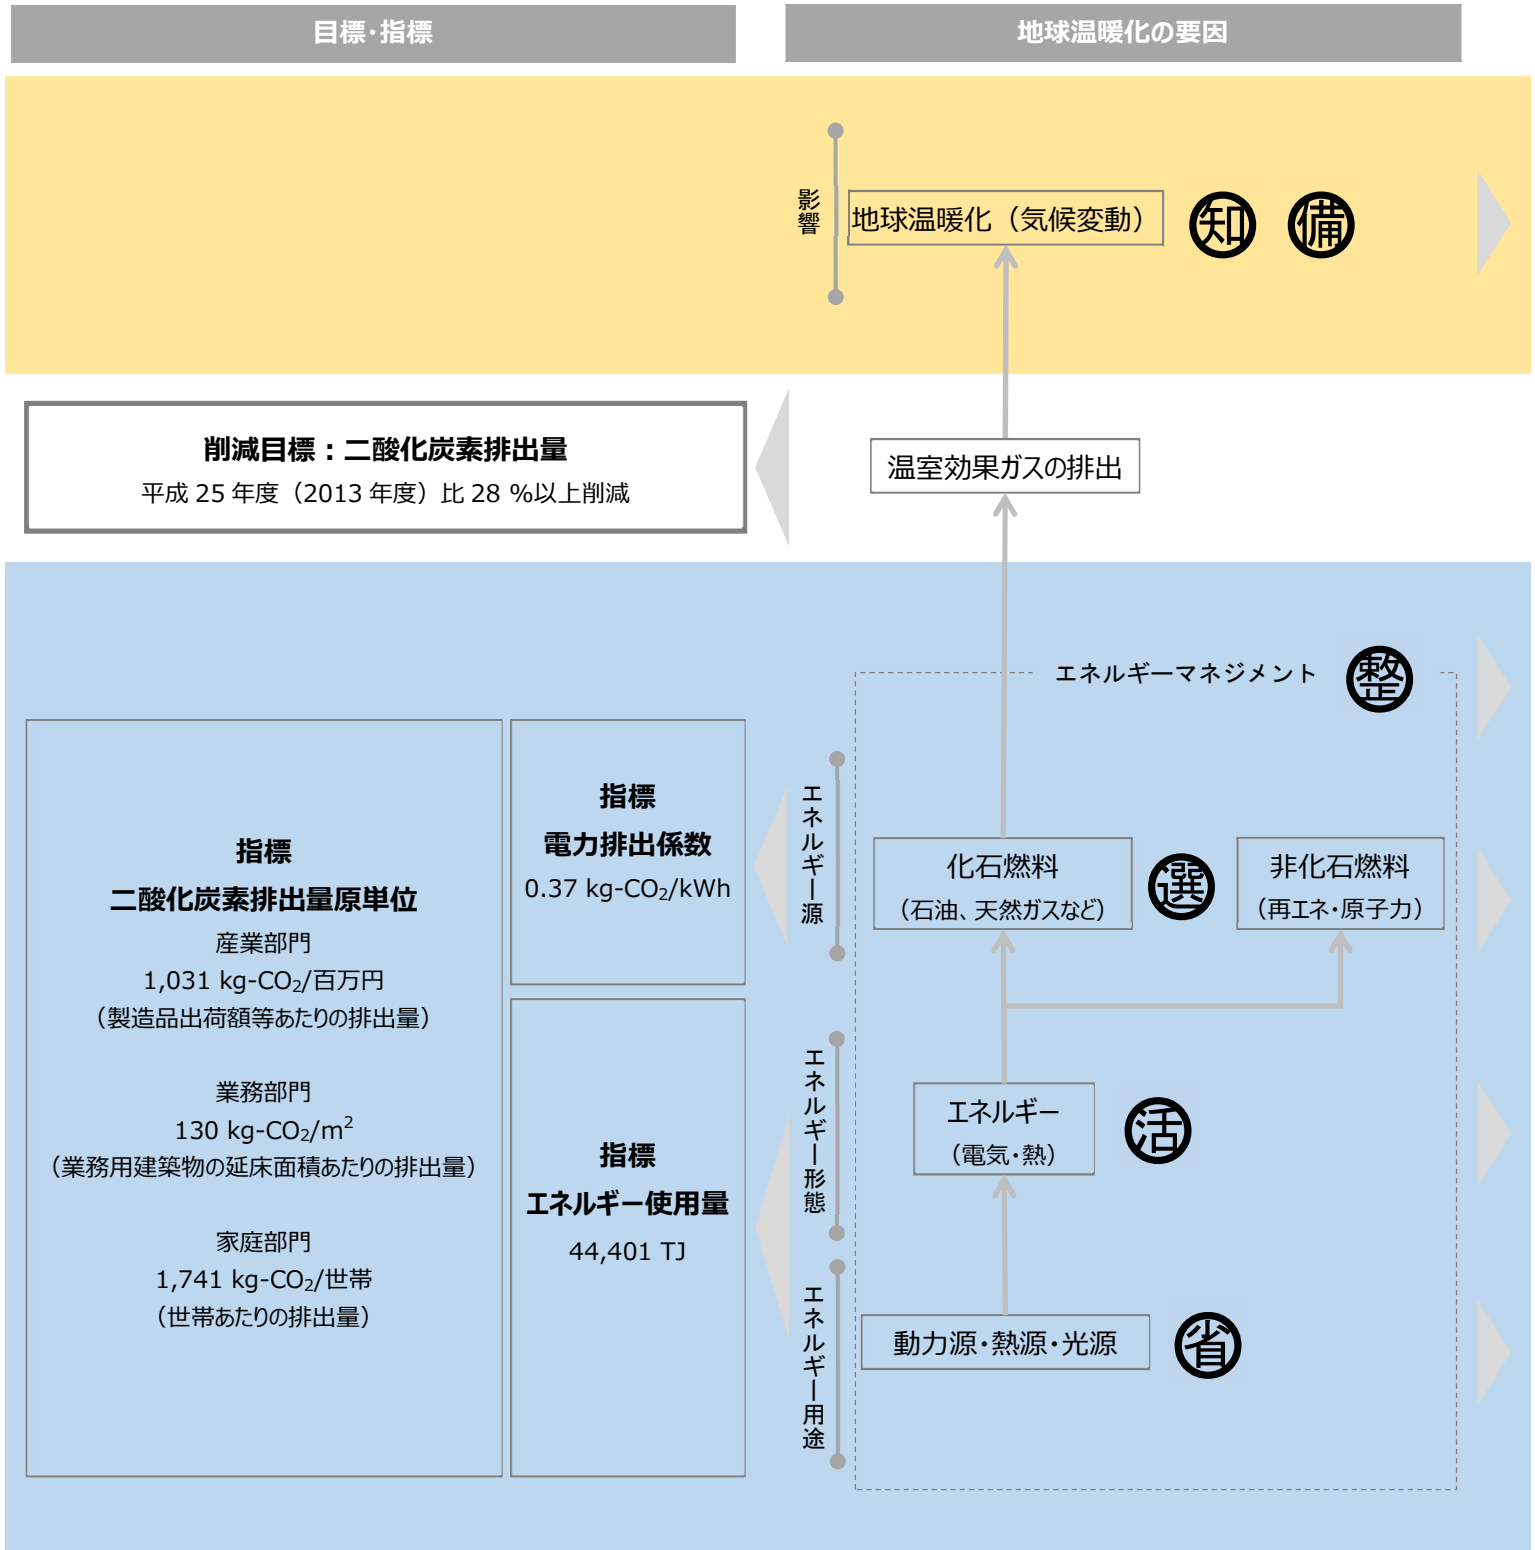 目標・指標
地球温暖化の要因
影響
地球温暖化（気候変動）
知
備
削減目標：二酸化炭素排出量
平成 25 年度（2013 年度）比 28 %以上削減
温室効果ガスの排出
エネルギーマネジメント
整
指標
二酸化炭素排出量原単位
産業部門
1,031 kg-CO₂/百万円
（製造品出荷額等あたりの排出量）
業務部門
130 kg-CO₂/m²
（業務用建築物の延床面積あたりの排出量）
家庭部門
1,741 kg-CO₂/世帯
（世帯あたりの排出量）
指標
電力排出係数
0.37 kg-CO₂/kWh
指標
エネルギー使用量
44,401 TJ
エネルギー源
化石燃料
（石油、天然ガスなど）
選
非化石燃料
（再エネ・原子力）
エネルギー形態
エネルギー
（電気・熱）
活
エネルギー用途
動力源・熱源・光源
省